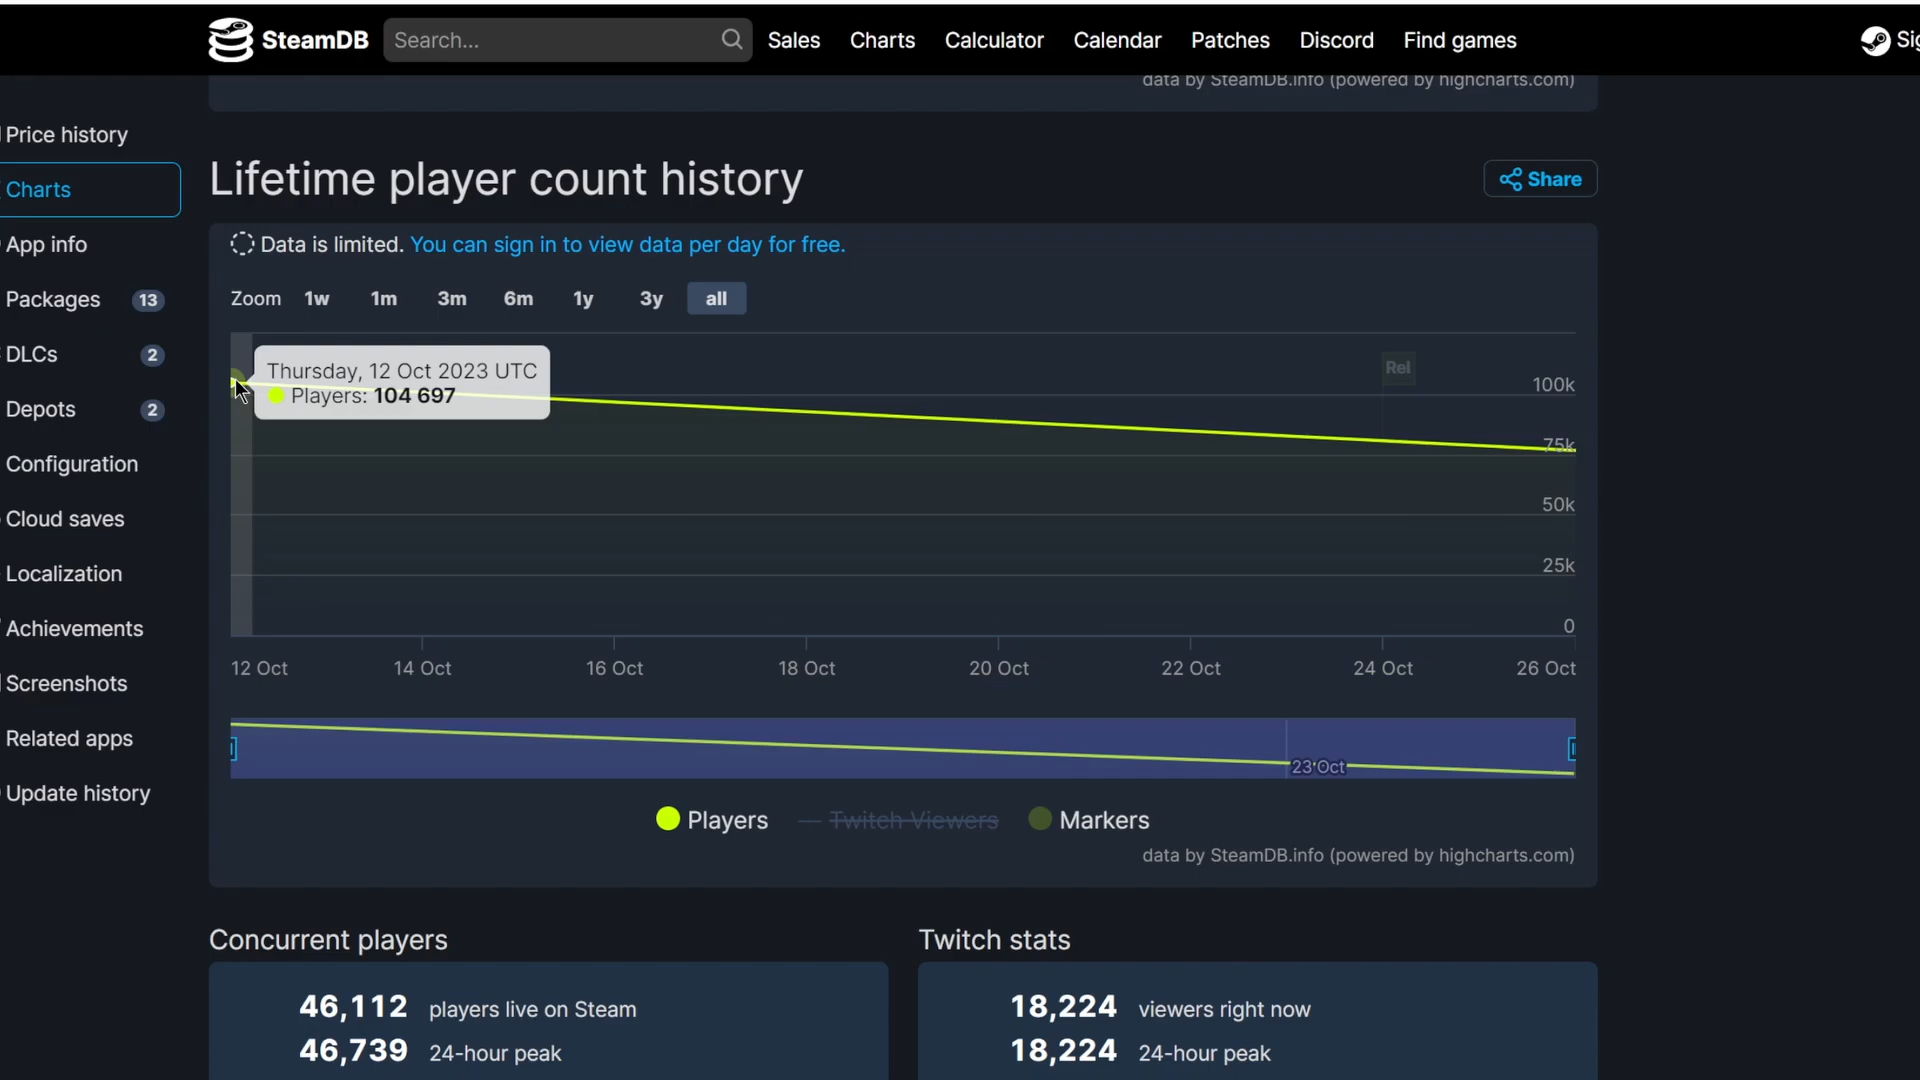 SteamDB Search... Sales Charts Calculator Calendar Patches Discord Find games
data by SteamDB.info (powered by highcharts.com)
Price history
Charts
App info
Packages 13
DLCs 2
Depots 2
Configuration
Cloud saves
Localization
Achievements
Screenshots
Related apps
Update history
Lifetime player count history
Share
Data is limited. You can sign in to view data per day for free.
Zoom 1w 1m 3m 6m 1y 3y all
Thursday, 12 Oct 2023 UTC
Players: 104 697
Rel
100k
75k
50k
25k
0
12 Oct 14 Oct 16 Oct 18 Oct 20 Oct 22 Oct 24 Oct 26 Oct
23 Oct
Players Twitch Viewers Markers
data by SteamDB.info (powered by highcharts.com)
Concurrent players
46,112 players live on Steam
46,739 24-hour peak
Twitch stats
18,224 viewers right now
18,224 24-hour peak